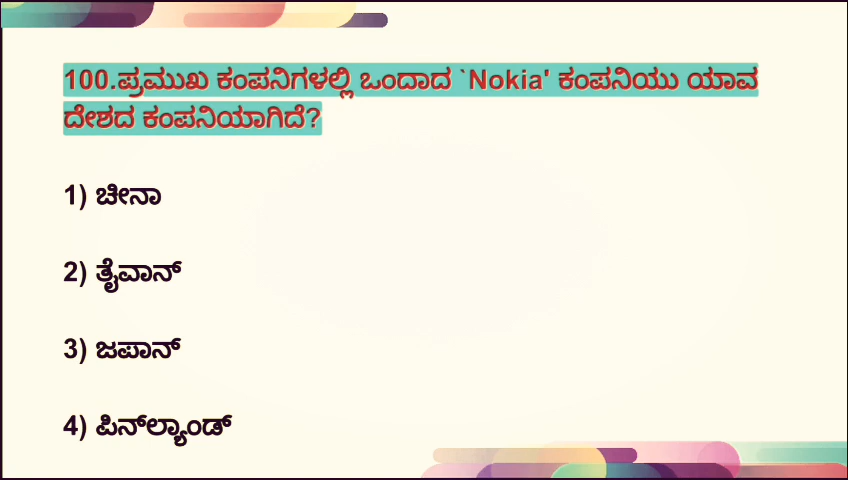 100.ಪ್ರಮುಖ ಕಂಪನಿಗಳಲ್ಲಿ ಒಂದಾದ `Nokia' ಕಂಪನಿಯು ಯಾವ
ದೇಶದ ಕಂಪನಿಯಾಗಿದೆ?
1) ಚೀನಾ
2) ತೈವಾನ್
3) ಜಪಾನ್
4) ಪಿನ್‌ಲ್ಯಾಂಡ್